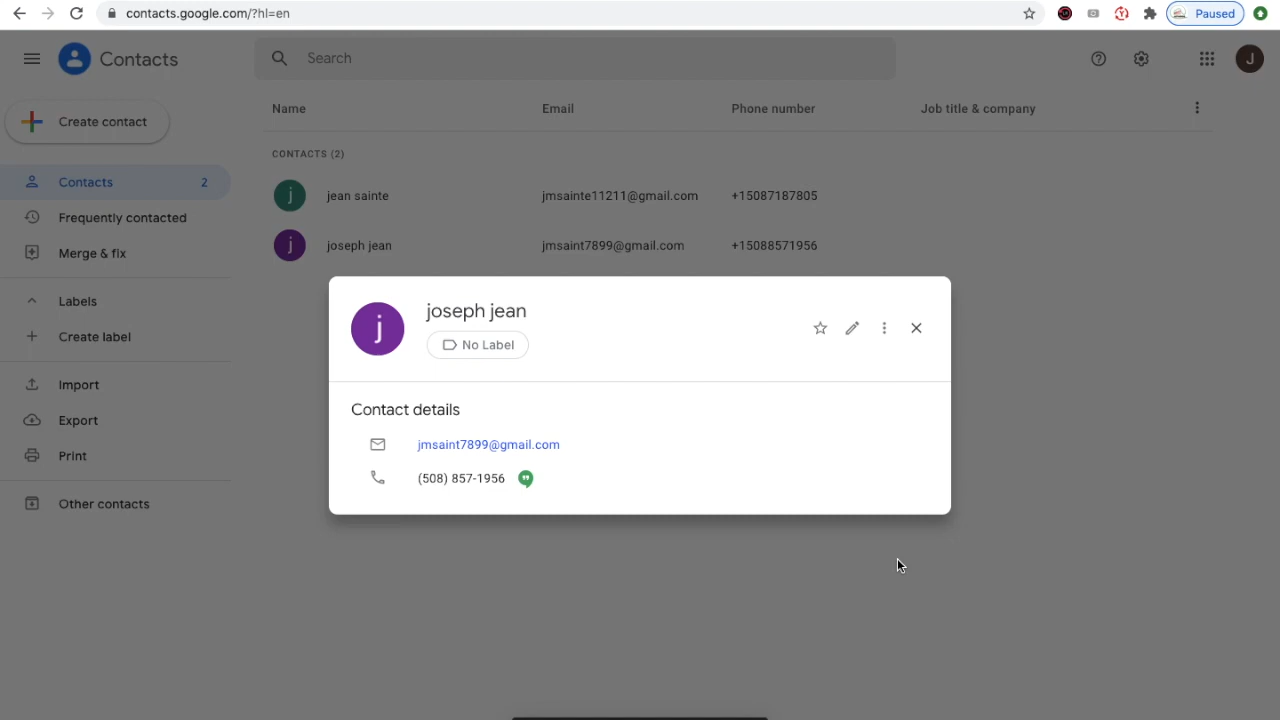 contacts.google.com/?hl=en
Paused
Contacts
Search
J
Create contact
Name Email Phone number Job title & company
CONTACTS (2)
Contacts 2
j jean sainte jmsainte11211@gmail.com +15087187805
Frequently contacted
j joseph jean jmsaint7899@gmail.com +15088571956
Merge & fix
Labels
Create label
Import
Export
Print
Other contacts
j
joseph jean
No Label
Contact details
jmsaint7899@gmail.com
(508) 857-1956